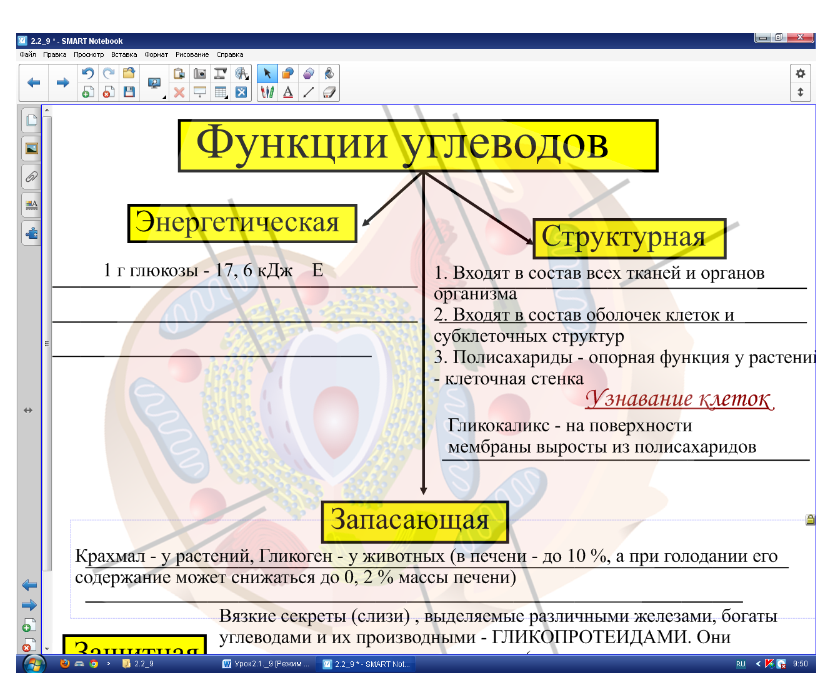 2.2_9 * - SMART Notebook
Файл Правка Просмотр Вставка Формат Рисование Справка
Функции углеводов
Энергетическая
Структурная
1 г глюкозы - 17, 6 кДж Е
1. Входят в состав всех тканей и органов
организма
2. Входят в состав оболочек клеток и
субклеточных структур
3. Полисахариды - опорная функция у растений
- клеточная стенка
Узнавание клеток
Гликокаликс - на поверхности
мембраны выросты из полисахаридов
Запасающая
Крахмал - у растений, Гликоген - у животных (в печени - до 10 %, а при голодании его
содержание может снижаться до 0, 2 % массы печени)
Вязкие секреты (слизи) , выделяемые различными железами, богаты
углеводами и их производными - ГЛИКОПРОТЕИДАМИ. Они
Защитная
2.2_9
Урок2.1_9 [Режим ...
2.2_9 * - SMART Not...
RU
9:50